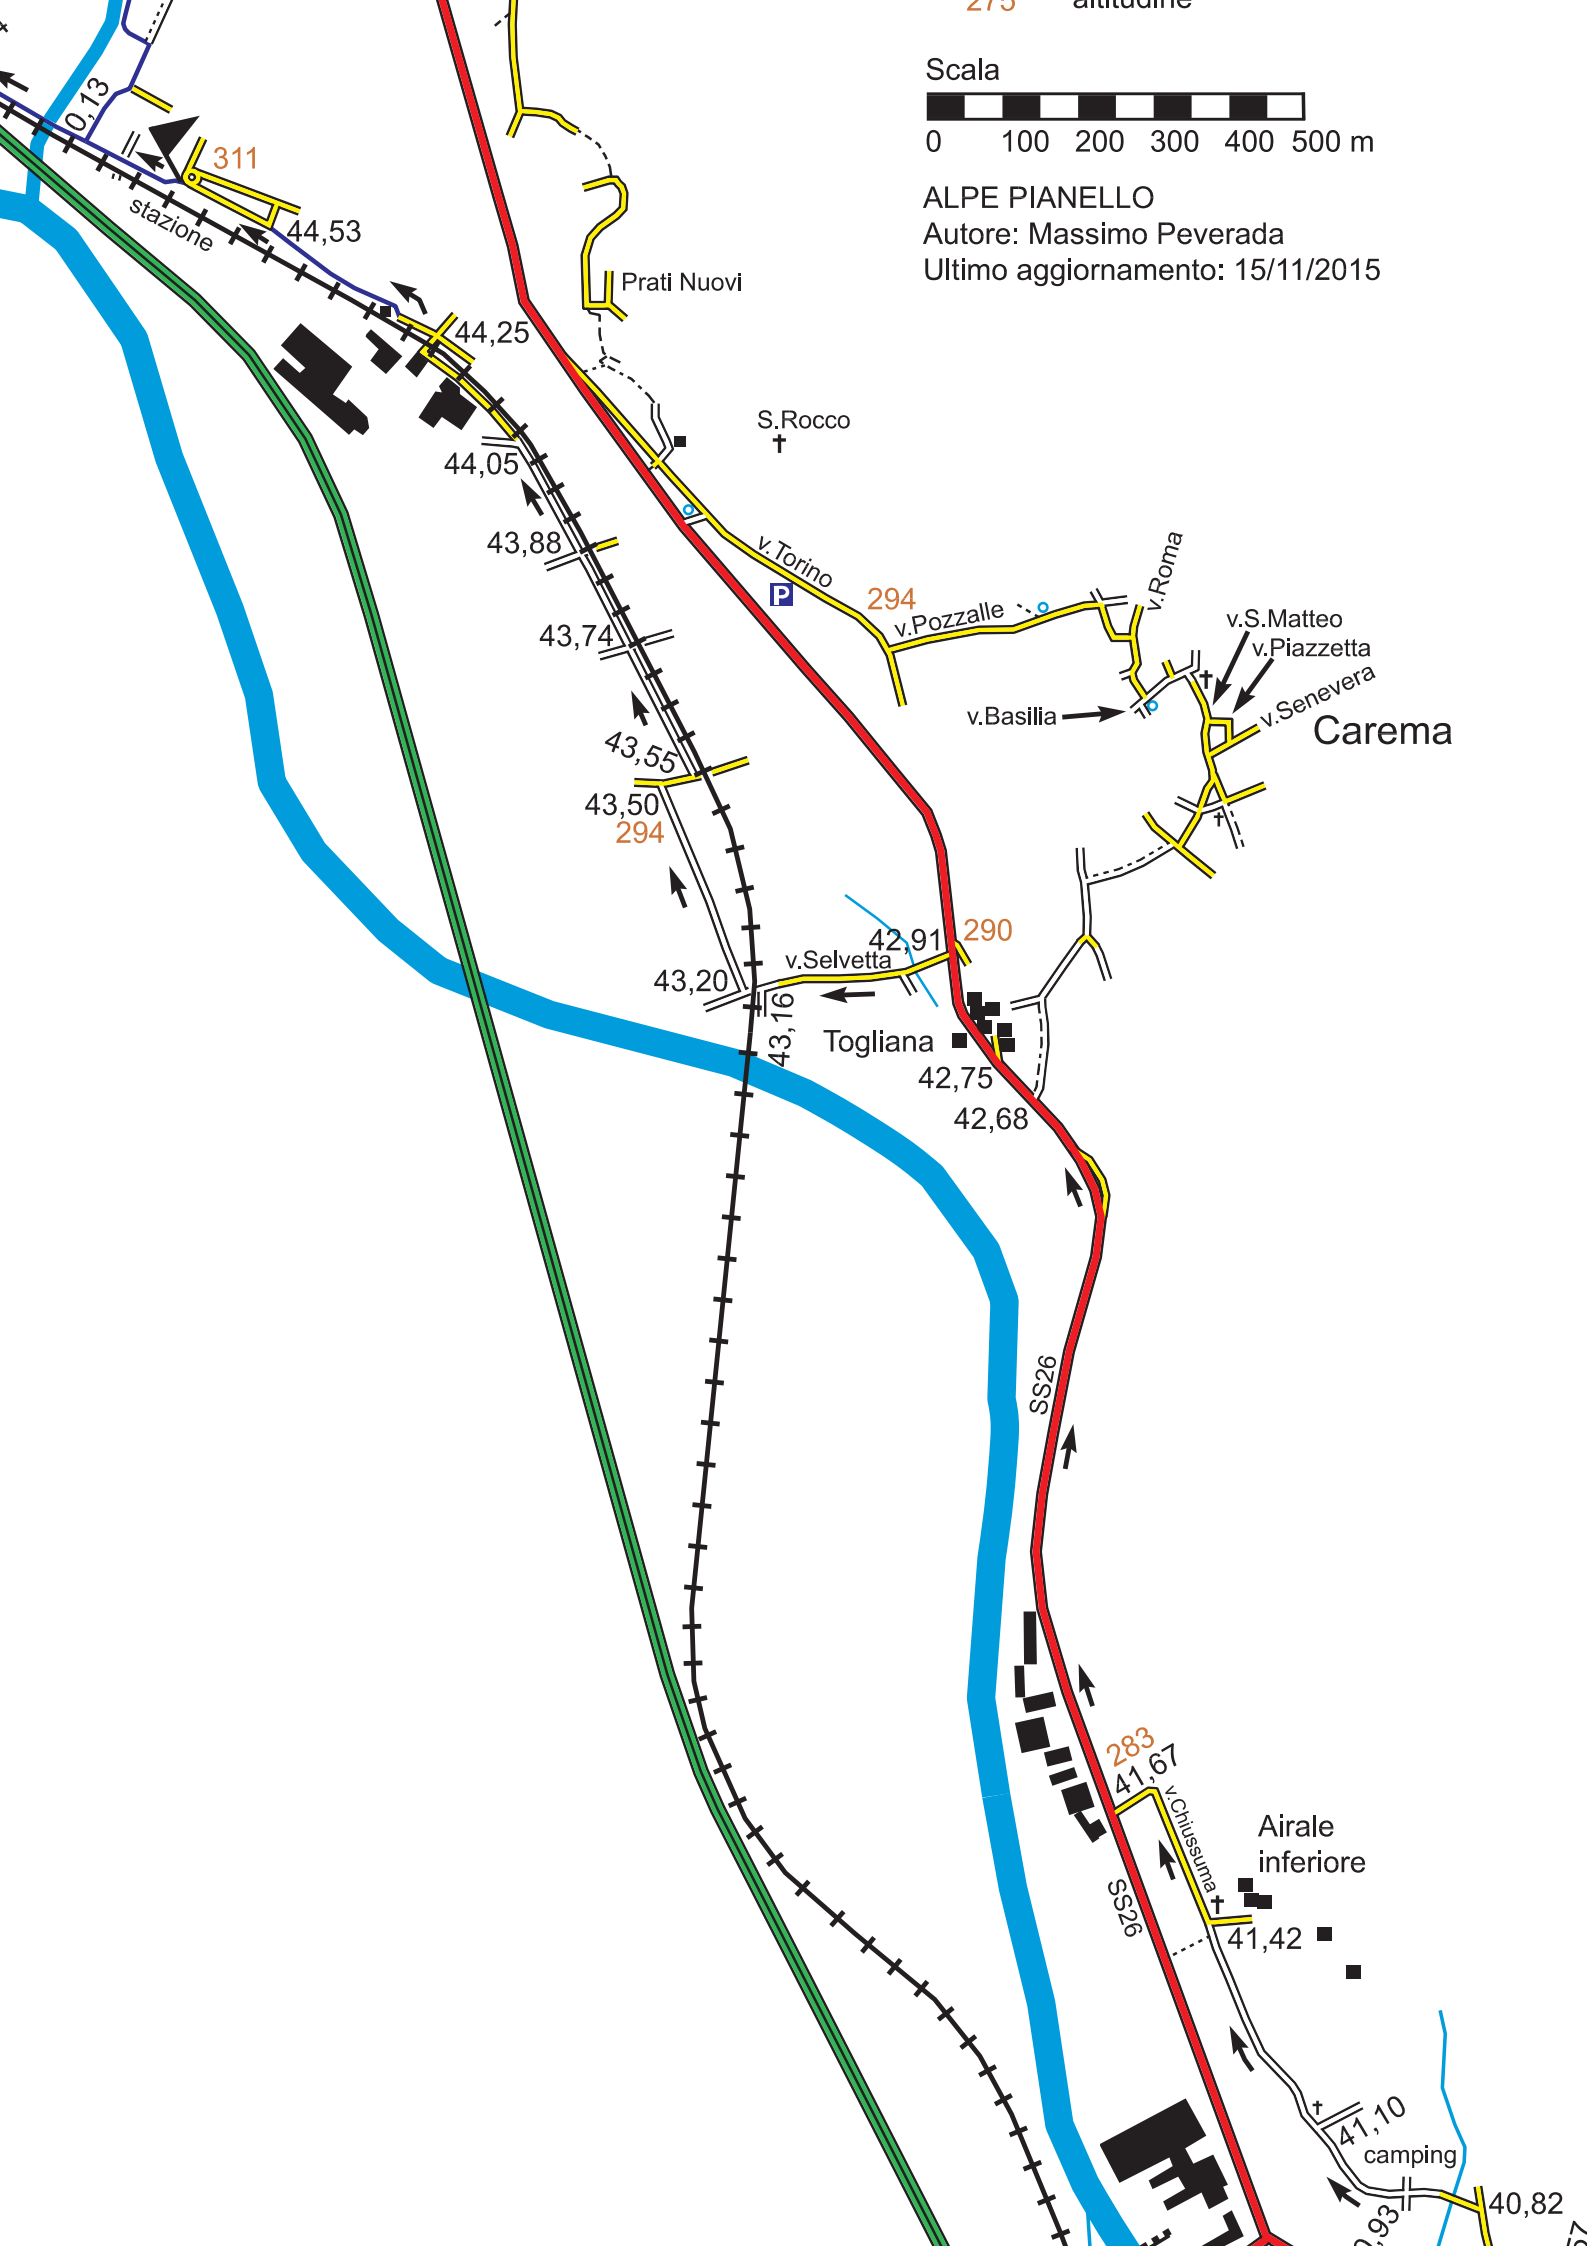 275 altitudine
Scala
0 100 200 300 400 500 m
ALPE PIANELLO
Autore: Massimo Peverada
Ultimo aggiornamento: 15/11/2015
0,13
311
stazione
44,53
Prati Nuovi
44,25
S.Rocco
44,05
43,88
v.Torino
P
294
v.Pozzalle
v.Roma
43,74
v.S.Matteo
v.Piazzetta
v.Senevera
v.Basilia
Carema
43,55
43,50
294
42,91
290
v.Selvetta
43,20
43,16
Togliana
42,75
42,68
SS26
283
41,67
v.Chiussuma
Airale
inferiore
SS26
41,42
41,10
camping
40,82